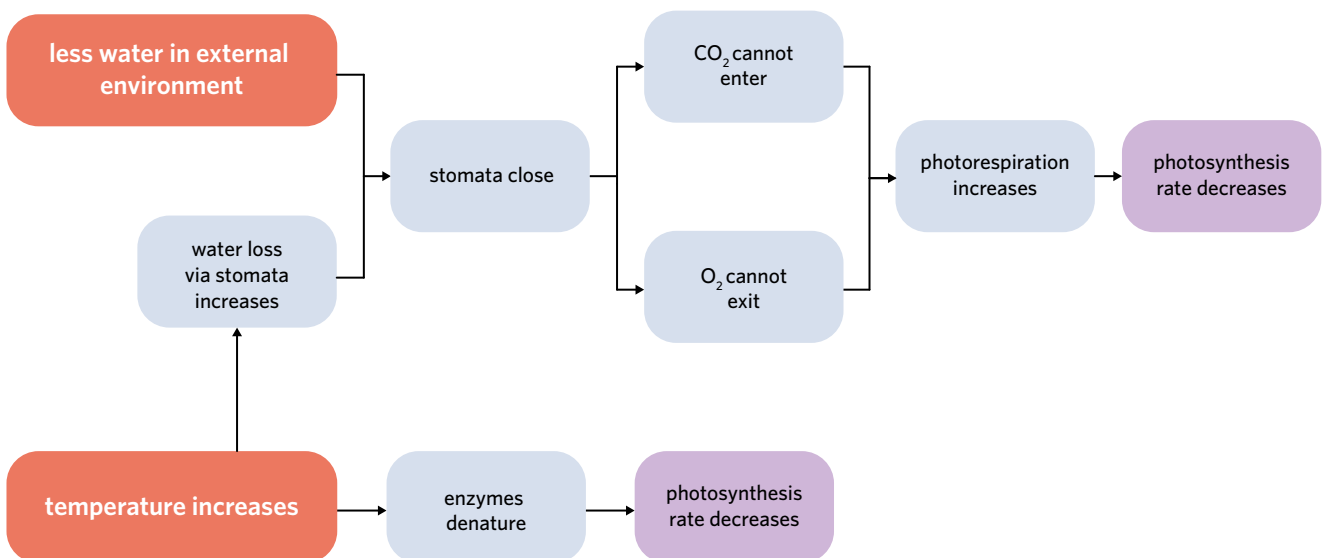 less water in external
environment
water loss
via stomata
increases
stomata close
CO₂ cannot
enter
O₂ cannot
exit
photorespiration
increases
photosynthesis
rate decreases
temperature increases
enzymes
denature
photosynthesis
rate decreases